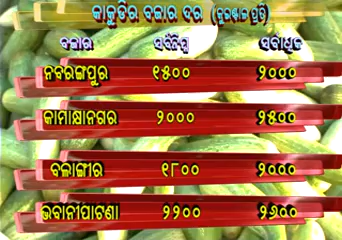 କାକୁଡିର ବଜାର ଦର (କୁଇଣ୍ଟାଲ ପ୍ରତି)
ବଜାର ସର୍ବନିମ୍ନ ସର୍ବାଧିକ
ନବରଙ୍ଗପୁର ୧୫୦୦ ୨୦୦୦
କାମାକ୍ଷାନଗର ୨୦୦୦ ୨୫୦୦
ବଲାଙ୍ଗୀର ୧୮୦୦ ୨୦୦୦
ଭବାନୀପାଟଣା ୨୨୦୦ ୨୬୦୦